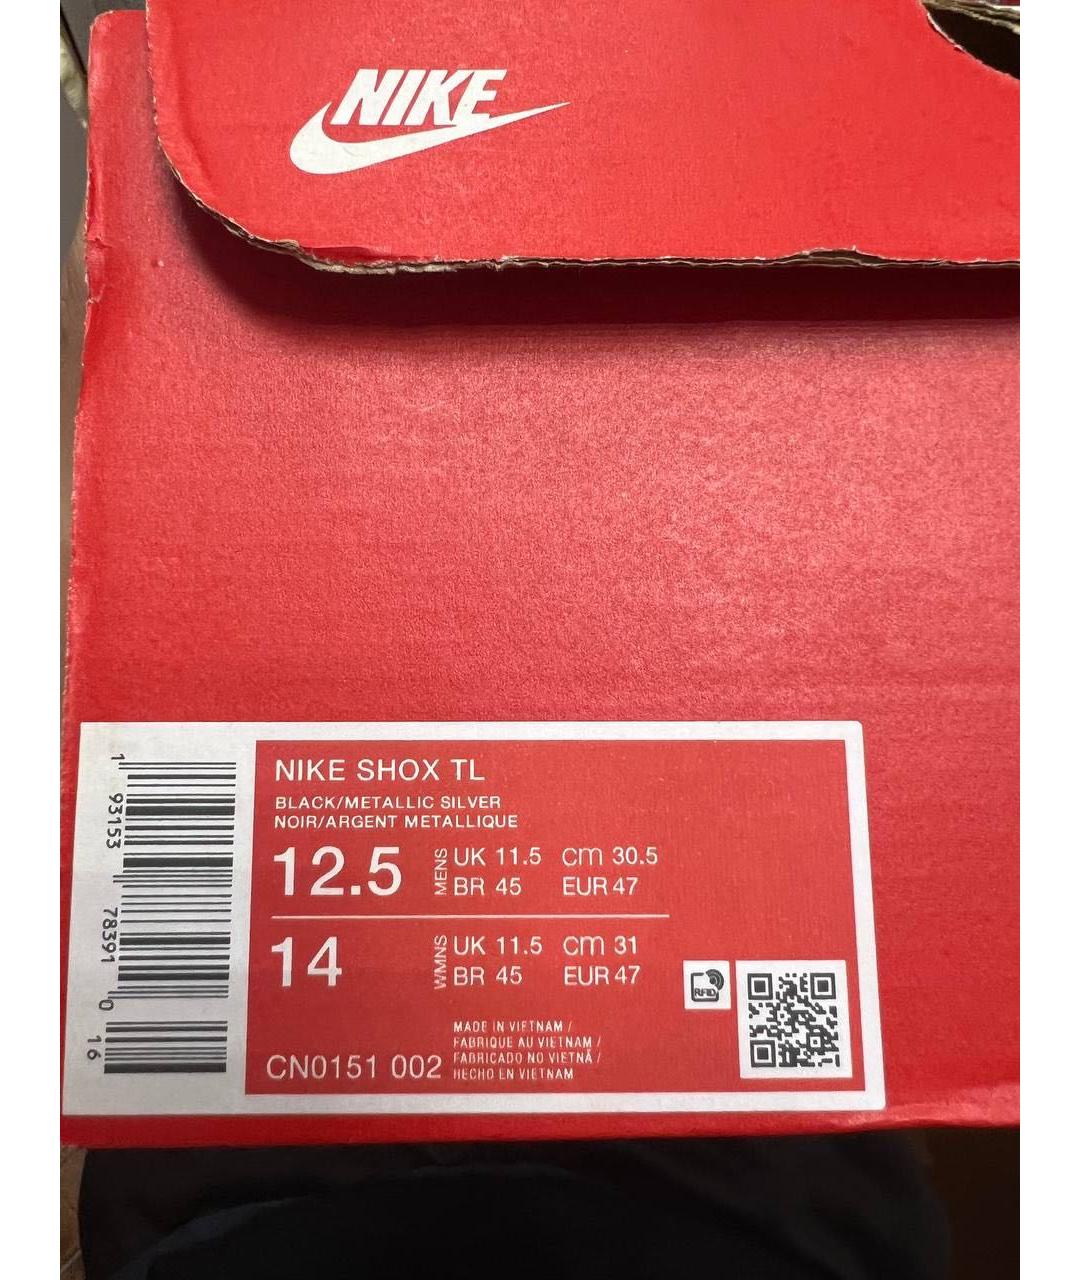 NIKE
NIKE SHOX TL
BLACK/METALLIC SILVER
NOIR/ARGENT METALLIQUE
12.5 MENS UK 11.5 cm 30.5
BR 45 EUR 47
14 WMNS UK 11.5 cm 31
BR 45 EUR 47
RFID
MADE IN VIETNAM /
FABRIQUE AU VIETNAM /
FABRICADO NO VIETNÃ /
HECHO EN VIETNAM
CN0151 002
1 93153 78391 0 16